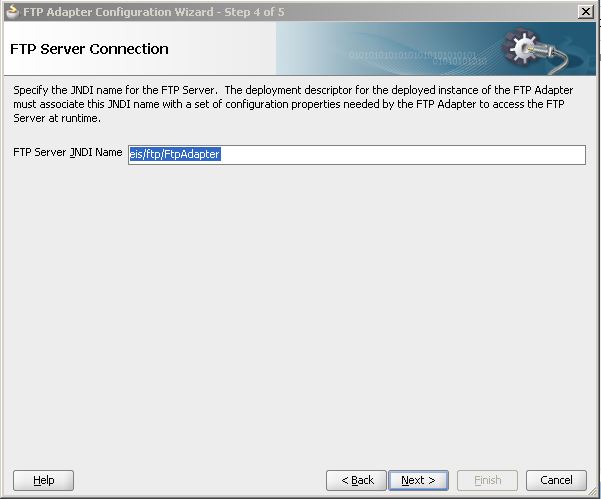 FTP Adapter Configuration Wizard - Step 4 of 5
FTP Server Connection
0101010101010101010101010101
0101010101010
Specify the JNDI name for the FTP Server. The deployment descriptor for the deployed instance of the FTP Adapter
must associate this JNDI name with a set of configuration properties needed by the FTP Adapter to access the FTP
Server at runtime.
FTP Server JNDI Name eis/ftp/FtpAdapter
Help < Back Next > Finish Cancel